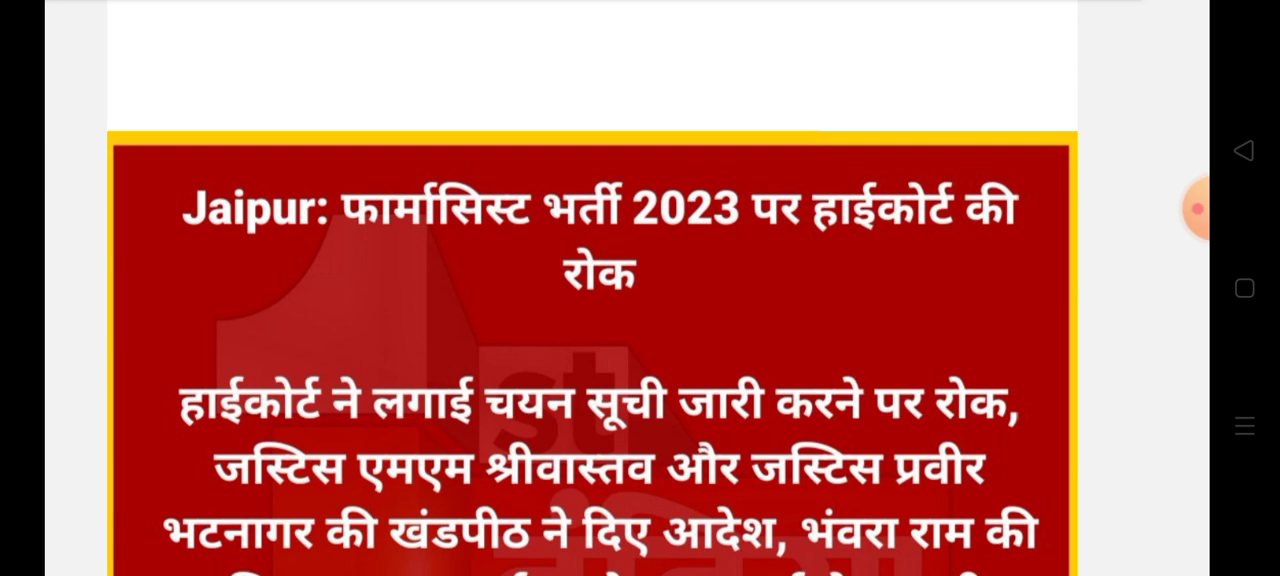 Jaipur: फार्मासिस्ट भर्ती 2023 पर हाईकोर्ट की
रोक
हाईकोर्ट ने लगाई चयन सूची जारी करने पर रोक,
जस्टिस एमएम श्रीवास्तव और जस्टिस प्रवीर
भटनागर की खंडपीठ ने दिए आदेश, भंवरा राम की
st